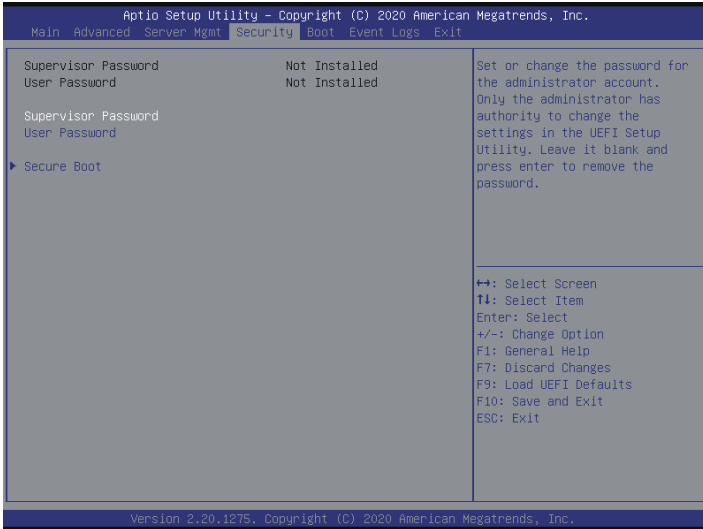 Aptio Setup Utility – Copyright (C) 2020 American Megatrends, Inc.
Main Advanced Server Mgmt Security Boot Event Logs Exit
Supervisor Password Not Installed
User Password Not Installed
Supervisor Password
User Password
Secure Boot
Set or change the password for
the administrator account.
Only the administrator has
authority to change the
settings in the UEFI Setup
Utility. Leave it blank and
press enter to remove the
password.
↔: Select Screen
↑↓: Select Item
Enter: Select
+/-: Change Option
F1: General Help
F7: Discard Changes
F9: Load UEFI Defaults
F10: Save and Exit
ESC: Exit
Version 2.20.1275. Copyright (C) 2020 American Megatrends, Inc.